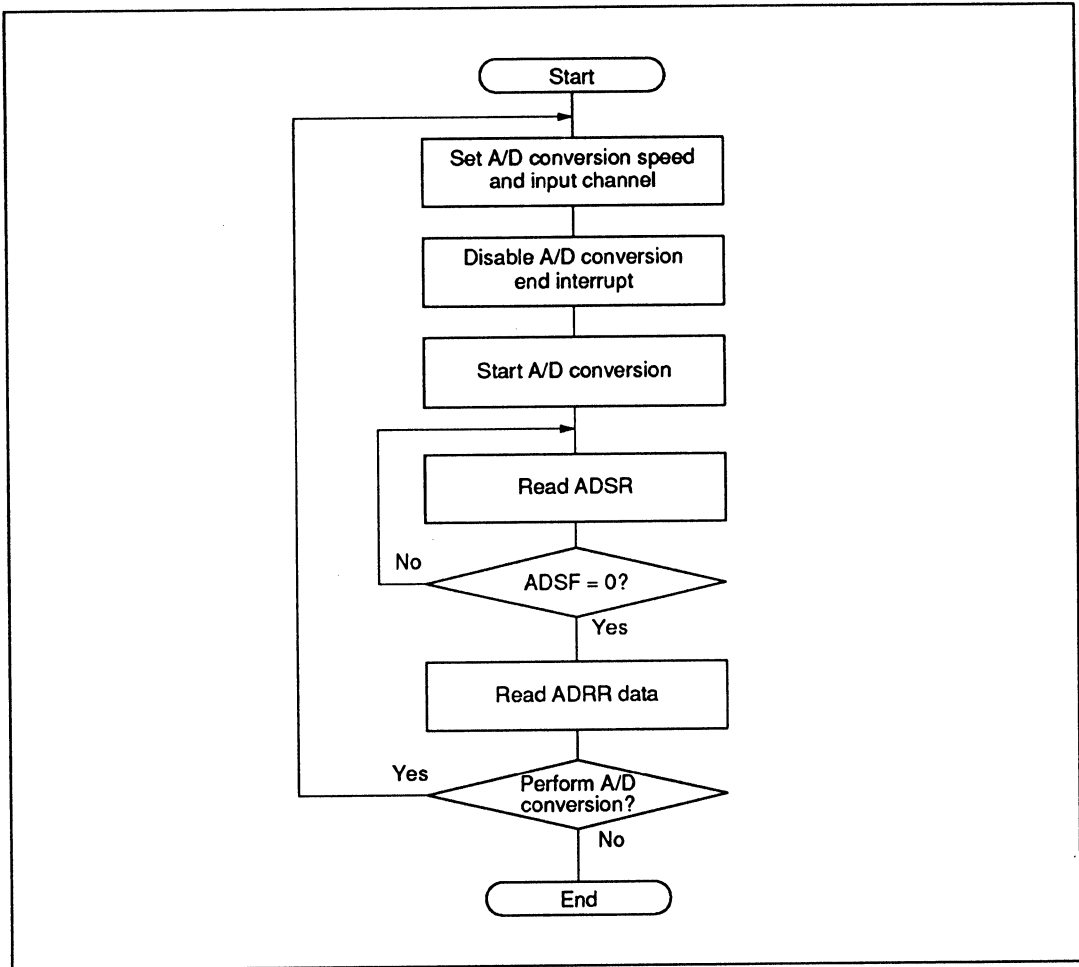 Start
Set A/D conversion speed
and input channel
Disable A/D conversion
end interrupt
Start A/D conversion
Read ADSR
No
ADSF = 0?
Yes
Read ADRR data
Yes
Perform A/D
conversion?
No
End